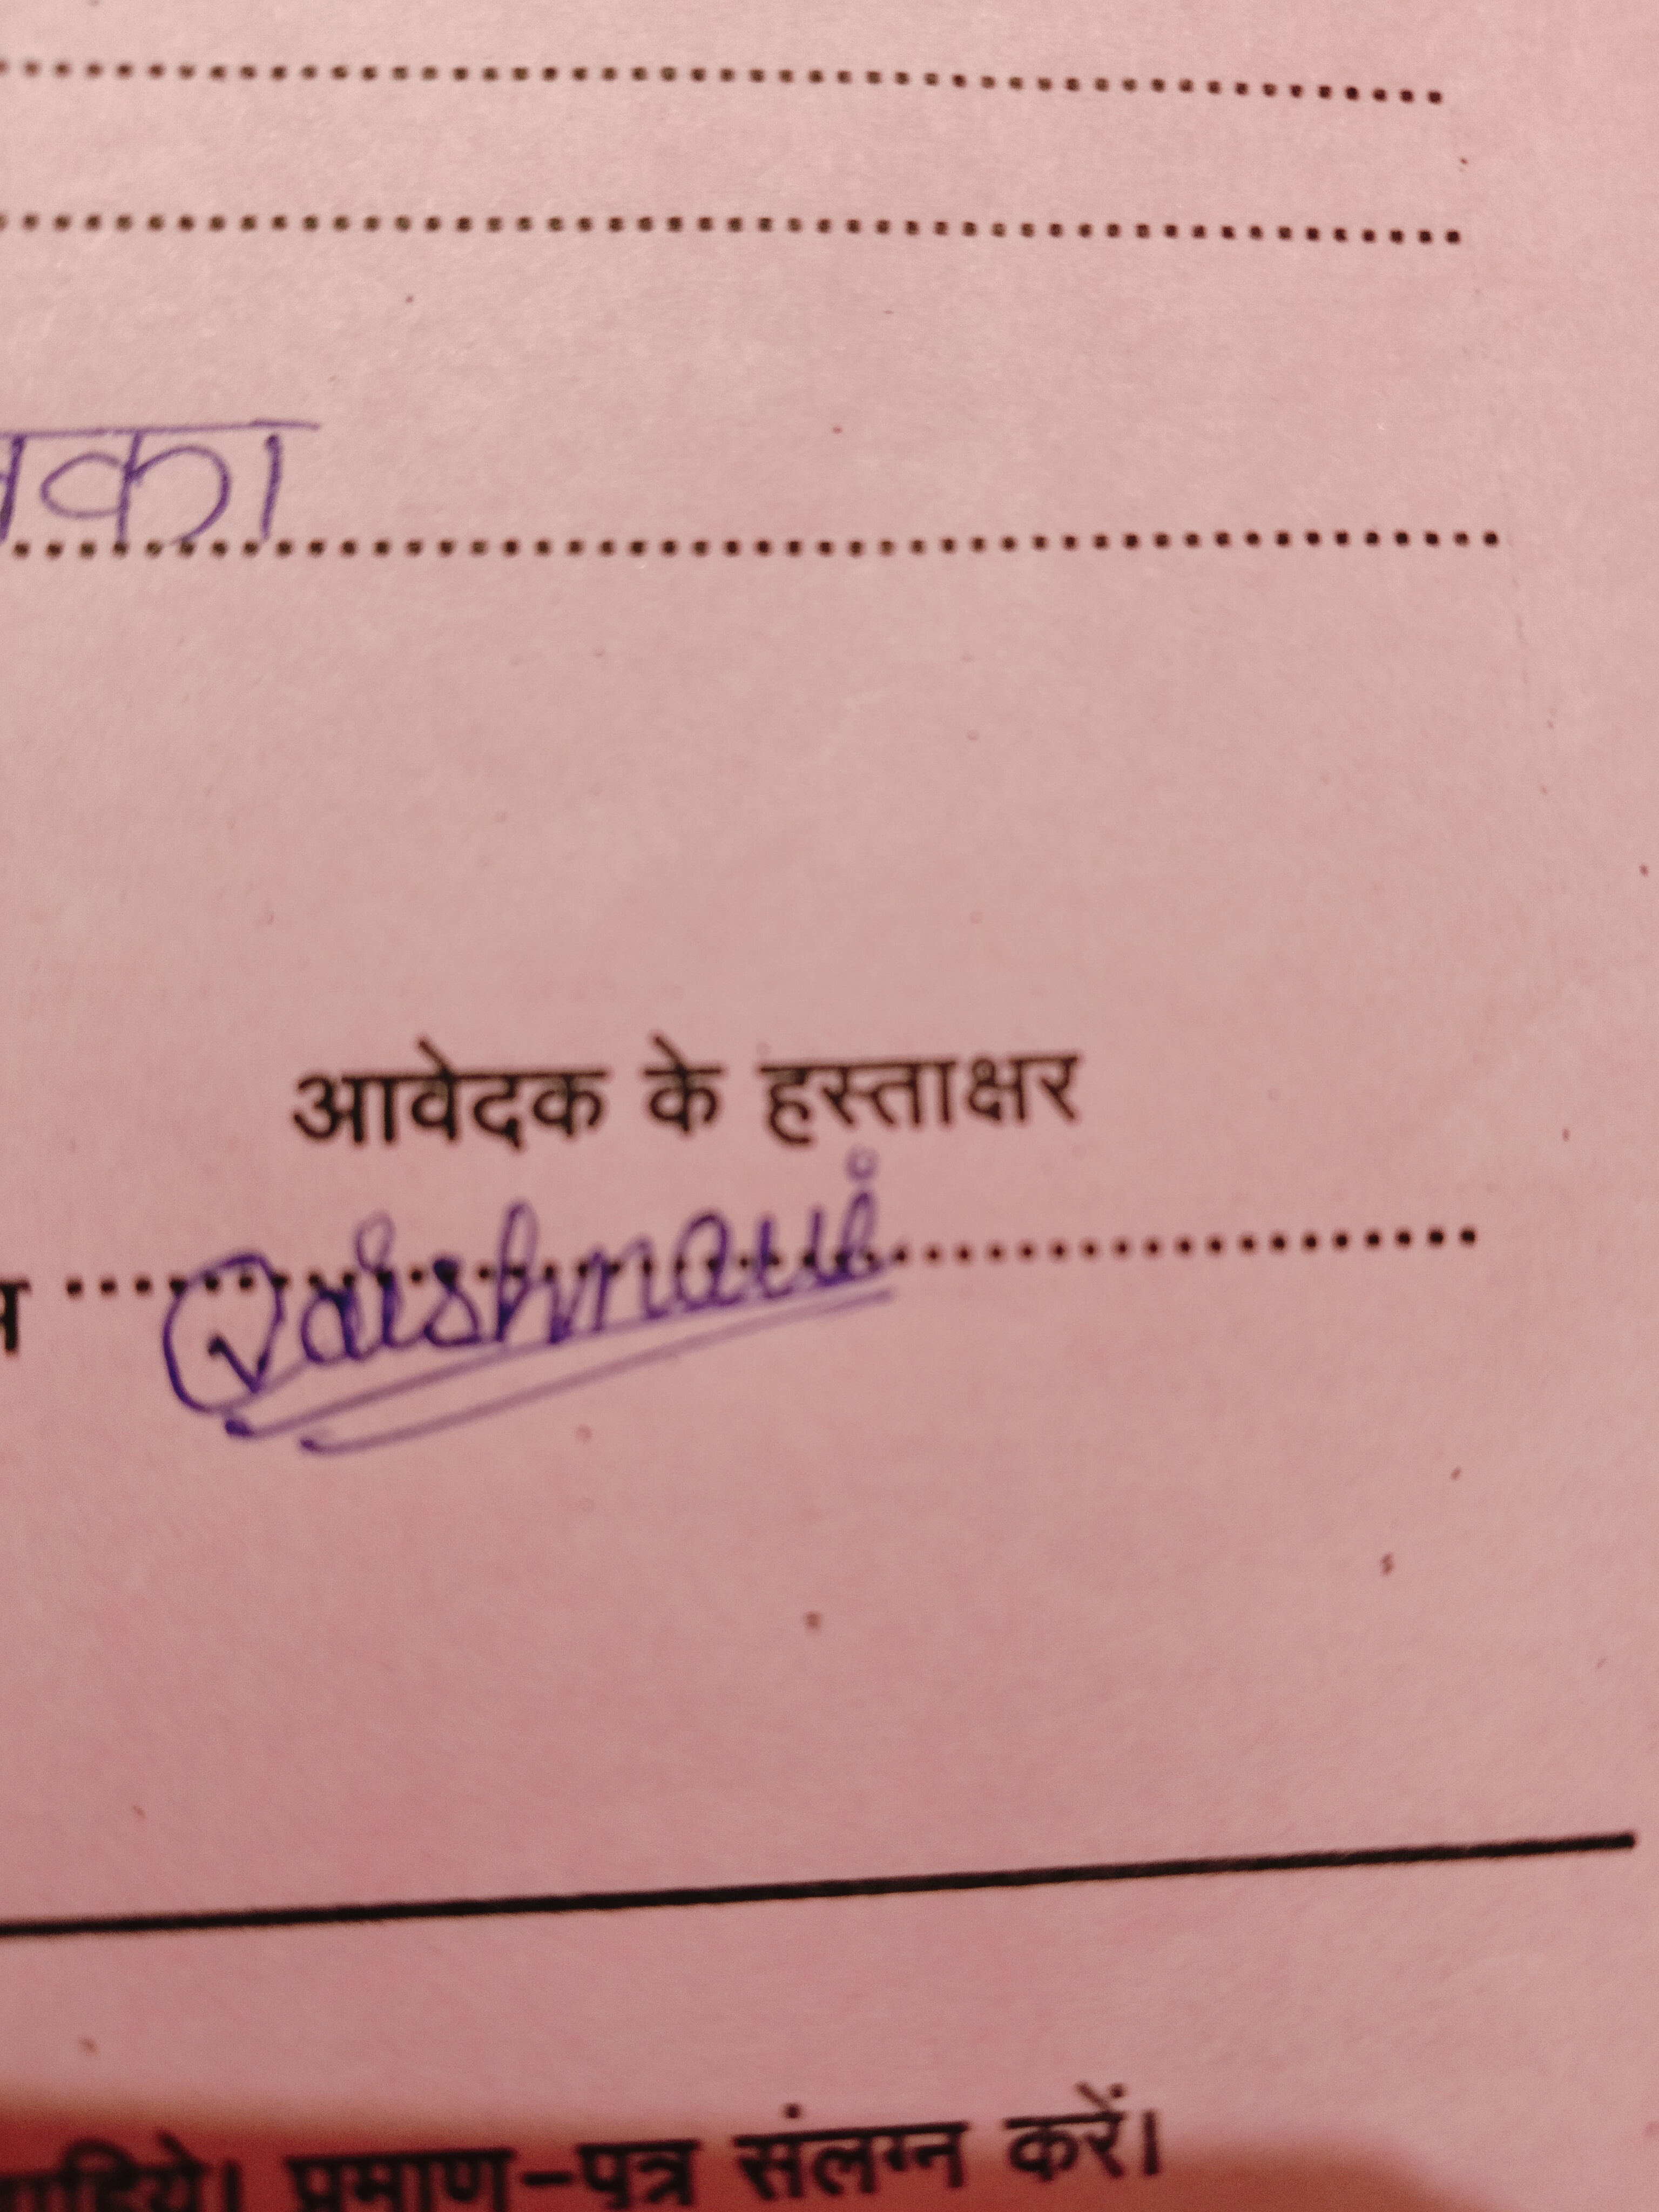 का
आवेदक के हस्ताक्षर
Vaishnavi
प्रमाण-पत्र संलग्न करें।